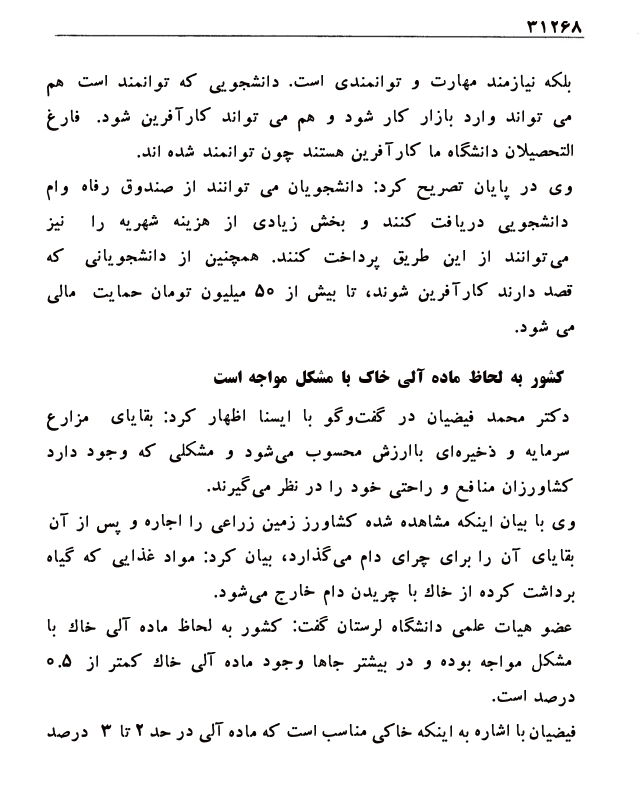 ۳۱۲۶۸
بلکه نیازمند مهارت و توانمندی است. دانشجویی که توانمند است هم
می تواند وارد بازار کار شود و هم می تواند کارآفرین شود. فارغ
التحصیلان دانشگاه ما کارآفرین هستند چون توانمند شده اند.
وی در پایان تصریح کرد: دانشجویان می توانند از صندوق رفاه وام
دانشجویی دریافت کنند و بخش زیادی از هزینه شهریه را نیز
می‌توانند از این طریق پرداخت کنند. همچنین از دانشجویانی که
قصد دارند کارآفرین شوند، تا بیش از ۵۰ میلیون تومان حمایت مالی
می شود.
کشور به لحاظ ماده آلی خاک با مشکل مواجه است
دکتر محمد فیضیان در گفت‌وگو با ایسنا اظهار کرد: بقایای مزارع
سرمایه و ذخیره‌ای باارزش محسوب می‌شود و مشکلی که وجود دارد
کشاورزان منافع و راحتی خود را در نظر می‌گیرند.
وی با بیان اینکه مشاهده شده کشاورز زمین زراعی را اجاره و پس از آن
بقایای آن را برای چرای دام می‌گذارد، بیان کرد: مواد غذایی که گیاه
برداشت کرده از خاک با چریدن دام خارج می‌شود.
عضو هیات علمی دانشگاه لرستان گفت: کشور به لحاظ ماده آلی خاک با
مشکل مواجه بوده و در بیشتر جاها وجود ماده آلی خاک کمتر از ۰.۵
درصد است.
فیضیان با اشاره به اینکه خاکی مناسب است که ماده آلی در حد ۲ تا ۳ درصد